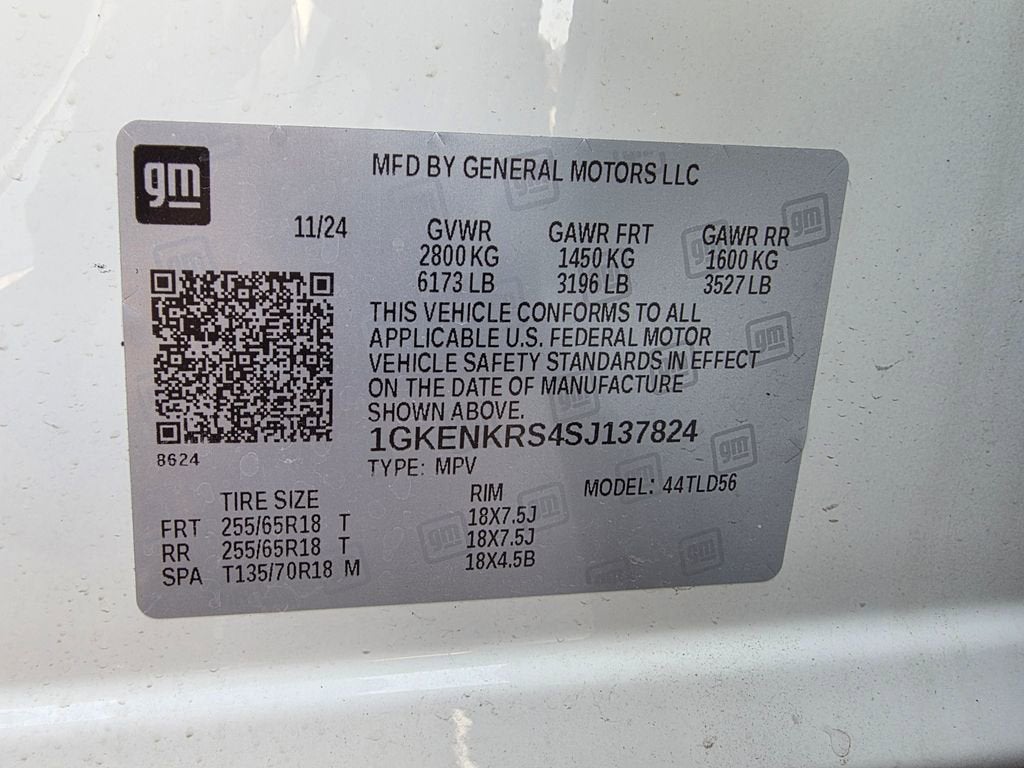 gm
MFD BY GENERAL MOTORS LLC
11/24 GVWR GAWR FRT GAWR RR
2800 KG 1450 KG 1600 KG
6173 LB 3196 LB 3527 LB
THIS VEHICLE CONFORMS TO ALL
APPLICABLE U.S. FEDERAL MOTOR
VEHICLE SAFETY STANDARDS IN EFFECT
ON THE DATE OF MANUFACTURE
SHOWN ABOVE.
1GKENKRS4SJ137824
8624
TYPE: MPV
TIRE SIZE RIM MODEL: 44TLD56
FRT 255/65R18 T 18X7.5J
RR 255/65R18 T 18X7.5J
SPA T135/70R18 M 18X4.5B